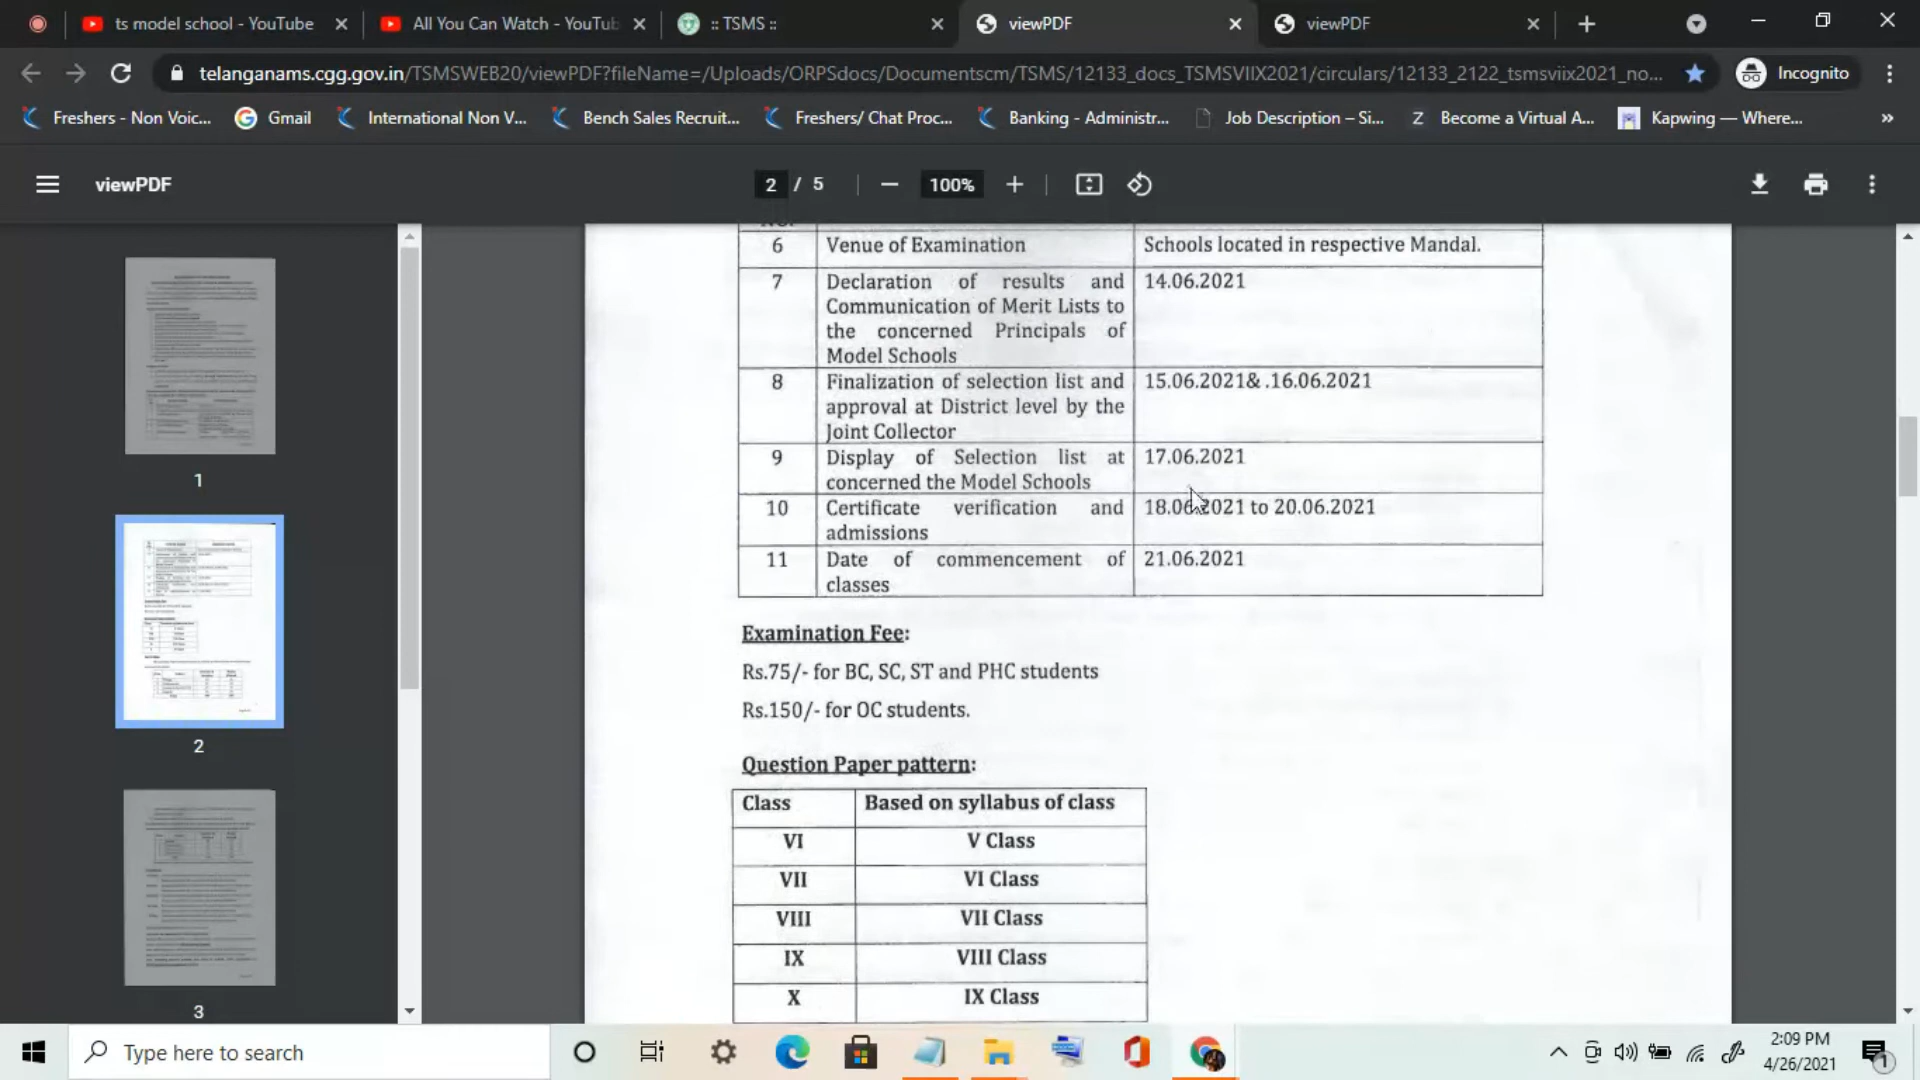 ts model school - YouTube
All You Can Watch - YouTub
:: TSMS ::
viewPDF
viewPDF
telanganams.cgg.gov.in/TSMSWEB20/viewPDF?fileName=/Uploads/ORPSdocs/Documentscm/TSMS/12133_docs_TSMSVIIX2021/circulars/12133_2122_tsmsviix2021_no...
Incognito
Freshers - Non Voic...
Gmail
International Non V...
Bench Sales Recruit...
Freshers/ Chat Proc...
Banking - Administr...
Job Description – Si...
Z Become a Virtual A...
Kapwing — Where...
»
viewPDF
2 / 5
100%
6 Venue of Examination Schools located in respective Mandal.
7 Declaration of results and 14.06.2021
Communication of Merit Lists to
the concerned Principals of
Model Schools
8 Finalization of selection list and 15.06.2021& .16.06.2021
approval at District level by the
Joint Collector
9 Display of Selection list at 17.06.2021
concerned the Model Schools
10 Certificate verification and 18.06.2021 to 20.06.2021
admissions
11 Date of commencement of 21.06.2021
classes
Examination Fee:
Rs.75/- for BC, SC, ST and PHC students
Rs.150/- for OC students.
Question Paper pattern:
Class Based on syllabus of class
VI V Class
VII VI Class
VIII VII Class
IX VIII Class
X IX Class
1
2
3
Type here to search
2:09 PM
4/26/2021
1